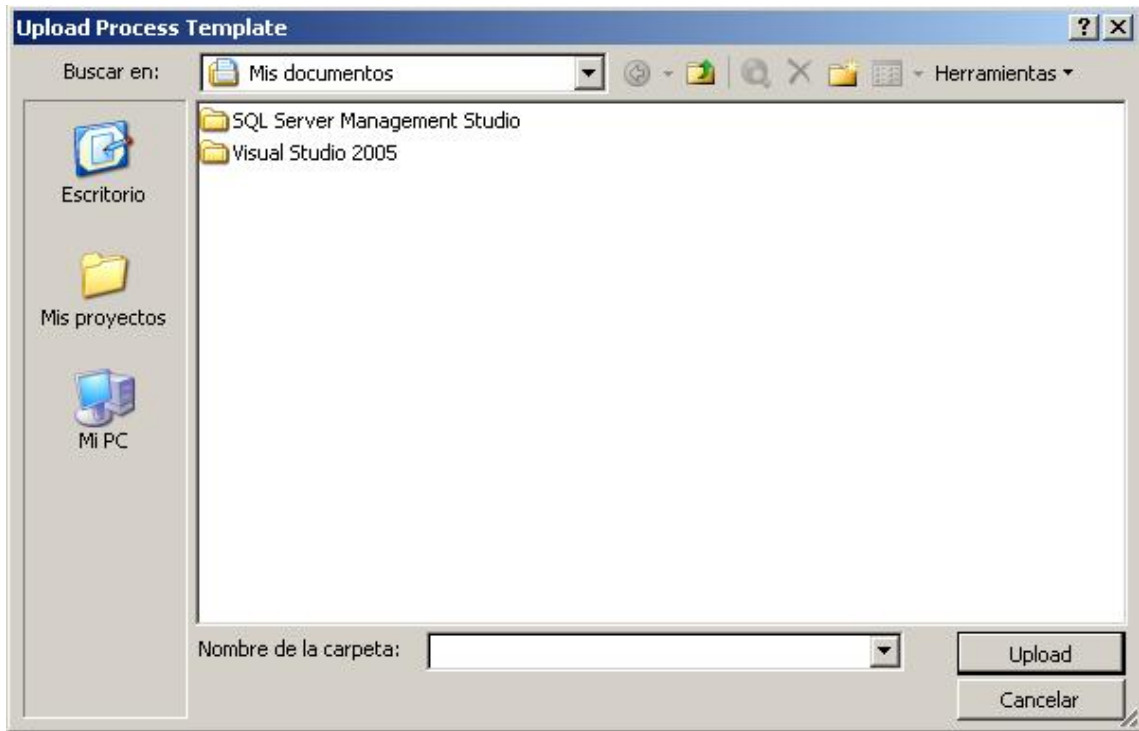 Upload Process Template
Buscar en: Mis documentos Herramientas
SQL Server Management Studio
Visual Studio 2005
Escritorio
Mis proyectos
Mi PC
Nombre de la carpeta: Upload
Cancelar